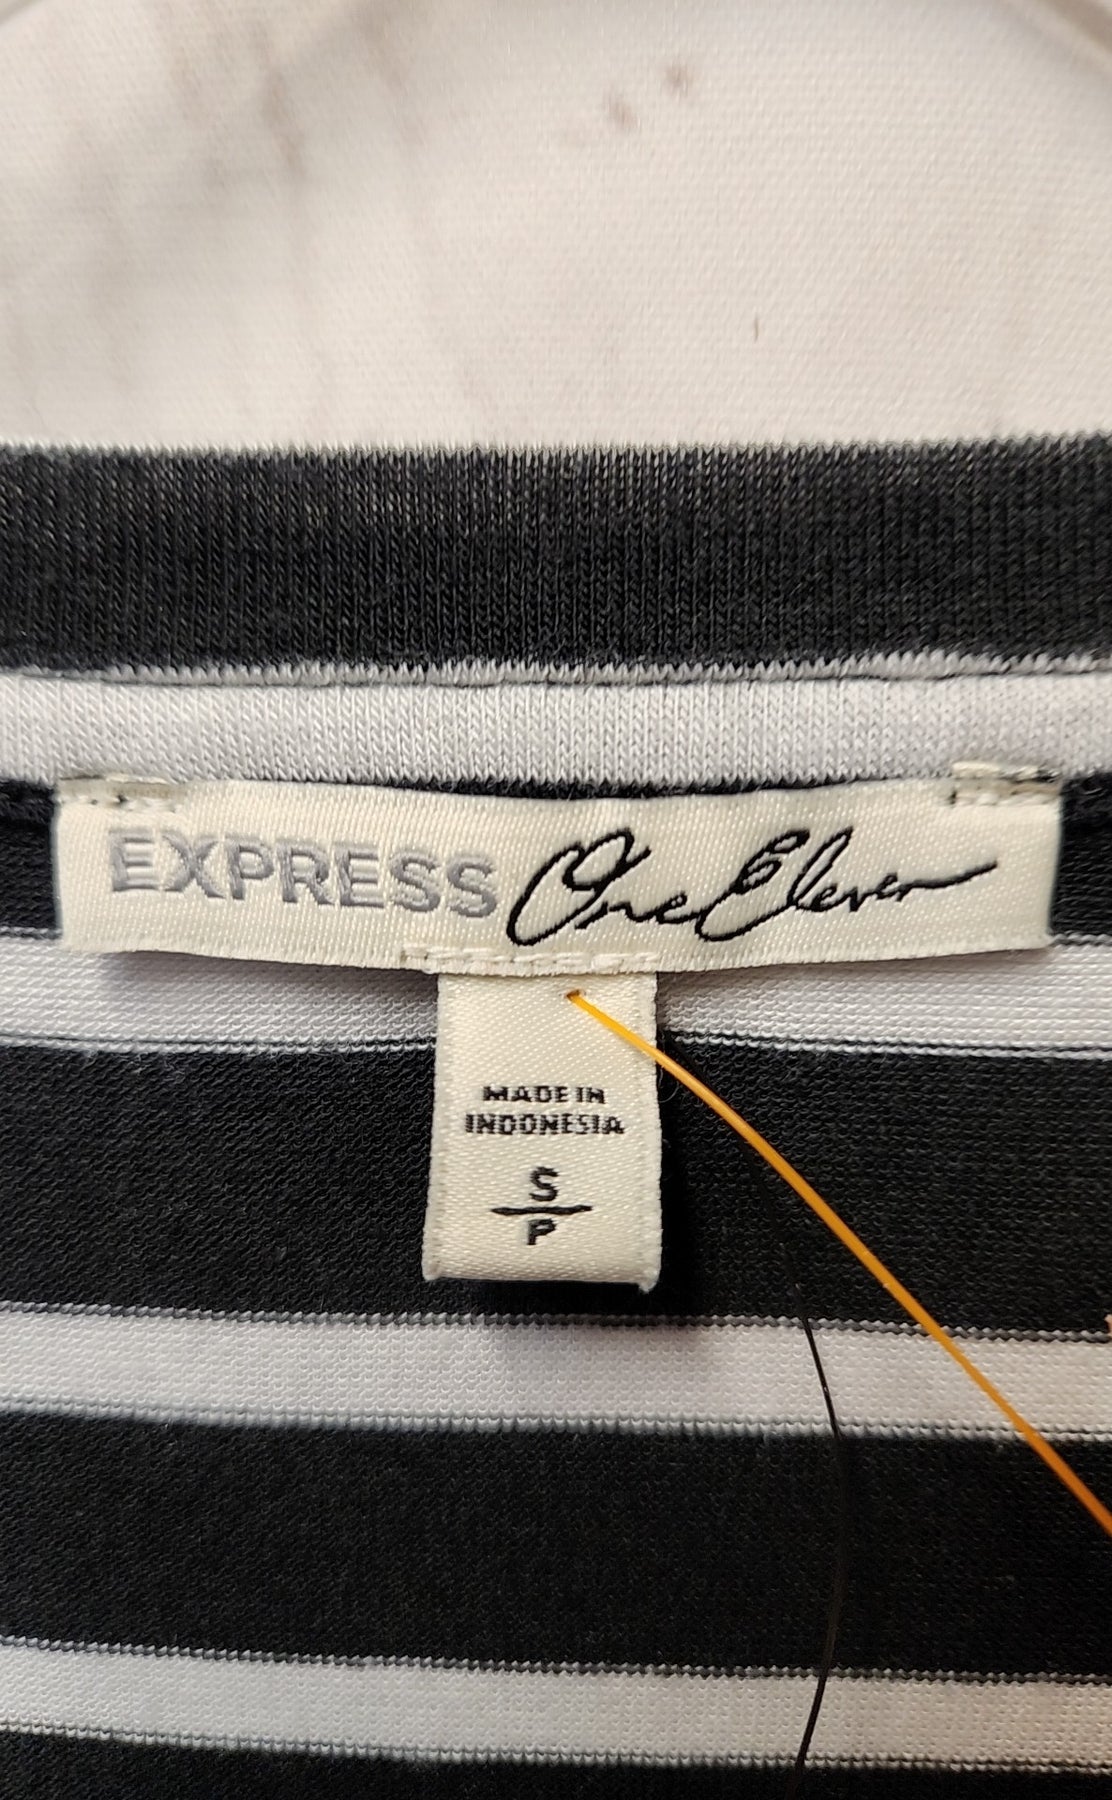 EXPRESS One Eleven
MADE IN
INDONESIA
S
P